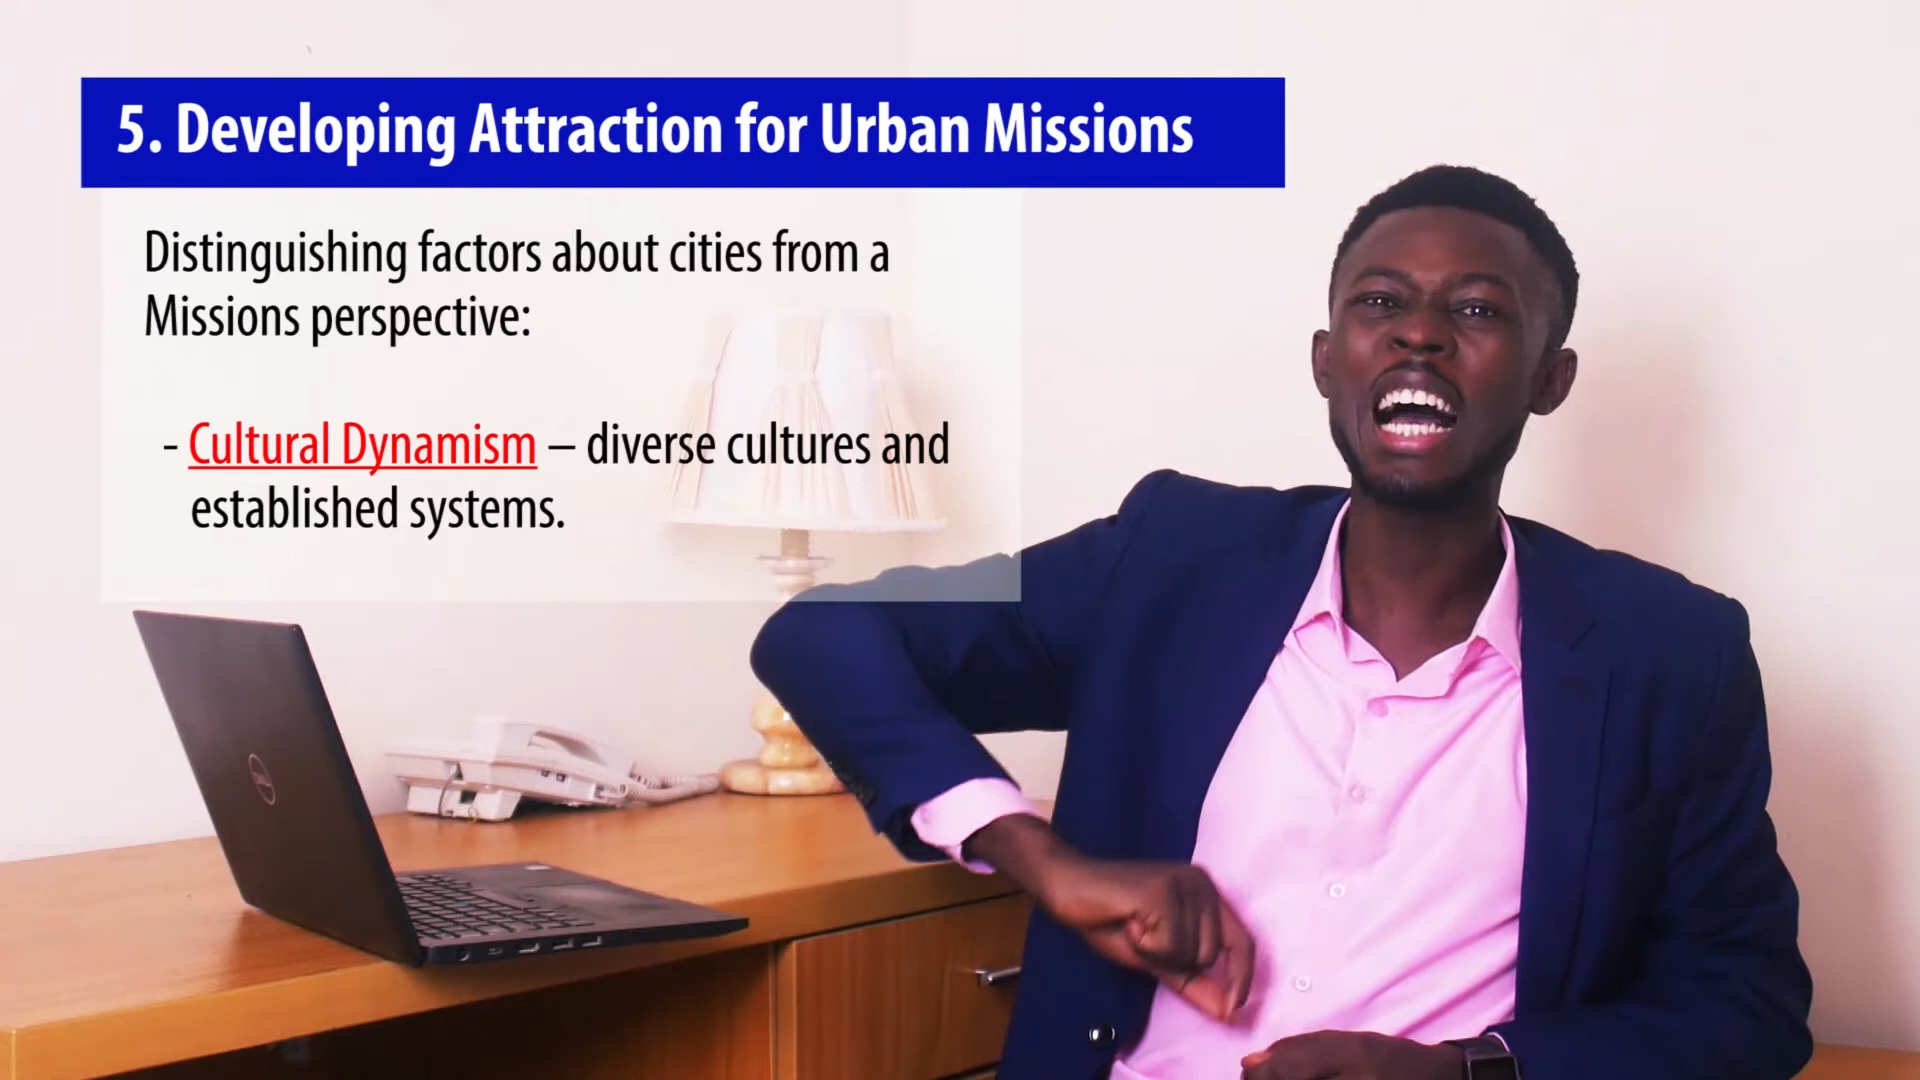 5. Developing Attraction for Urban Missions
Distinguishing factors about cities from a
Missions perspective:
- Cultural Dynamism – diverse cultures and
established systems.